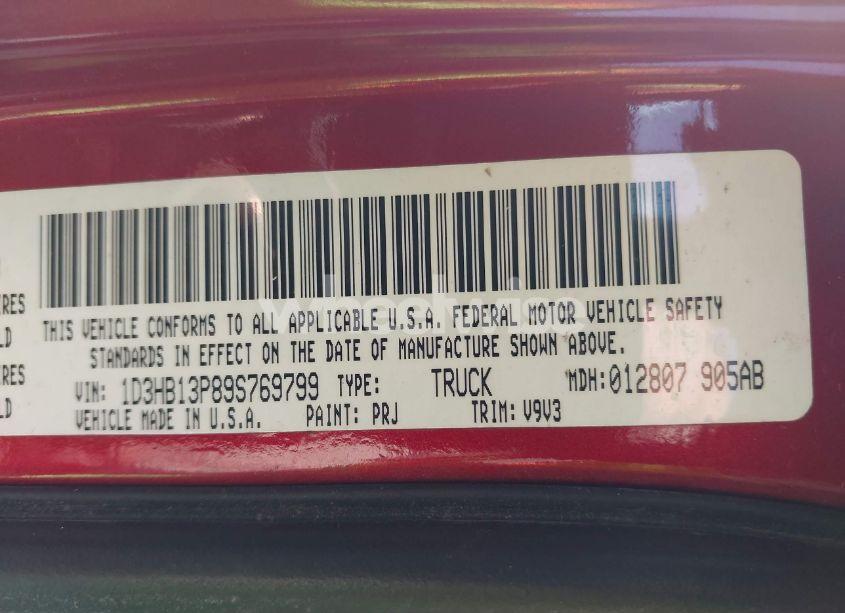 RES
LD
RES
LD
THIS VEHICLE CONFORMS TO ALL APPLICABLE U.S.A. FEDERAL MOTOR VEHICLE SAFETY
STANDARDS IN EFFECT ON THE DATE OF MANUFACTURE SHOWN ABOVE.
VIN: 1D3HB13P89S769799 TYPE: TRUCK MDH: 012807 905AB
VEHICLE MADE IN U.S.A. PAINT: PRJ TRIM: V9V3